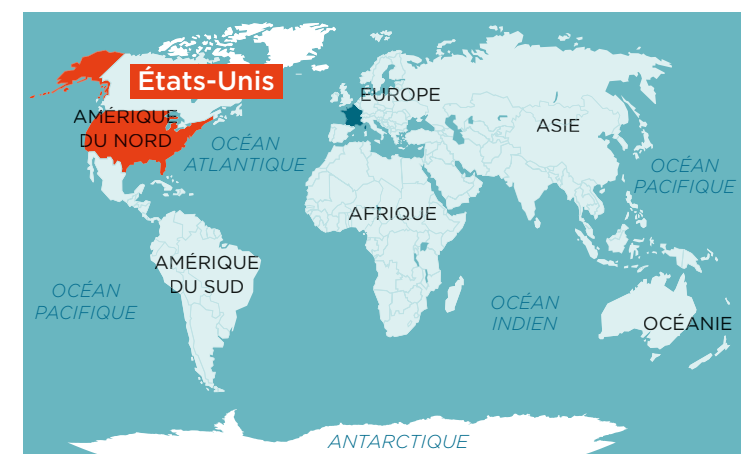 États-Unis
EUROPE
AMÉRIQUE
DU NORD
ASIE
OCÉAN
ATLANTIQUE
OCÉAN
PACIFIQUE
AFRIQUE
AMÉRIQUE
DU SUD
OCÉAN
PACIFIQUE
OCÉAN
INDIEN
OCÉANIE
ANTARCTIQUE